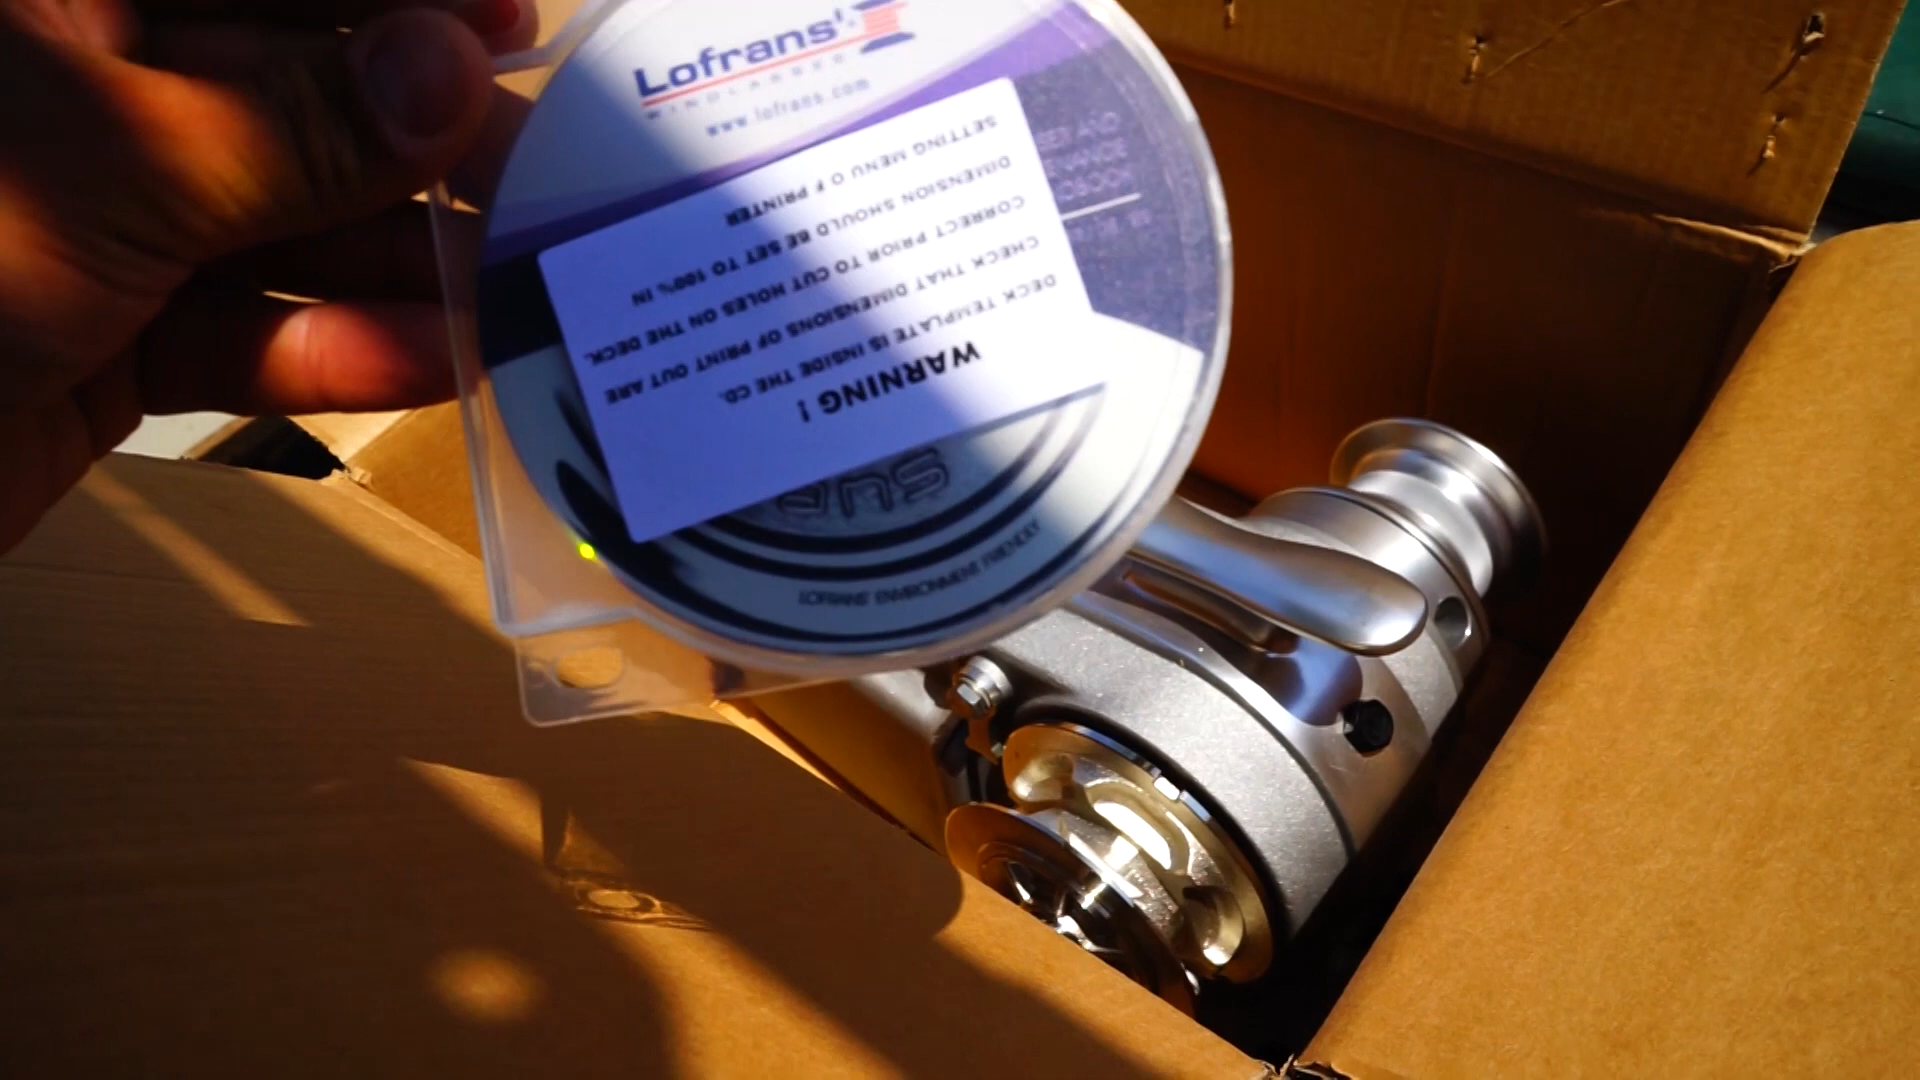 Lofrans'
WINDLASSES
www.lofrans.com
WARNING !
DECK TEMPLATE IS INSIDE THE CD.
CHECK THAT DIMENSIONS OF PRINT OUT ARE
CORRECT PRIOR TO CUT HOLES ON THE DECK.
DIMENSION SHOULD BE SET TO 100% IN
SETTING MENU O F PRINTER
LOFRANS' ENVIRONMENT FRIENDLY